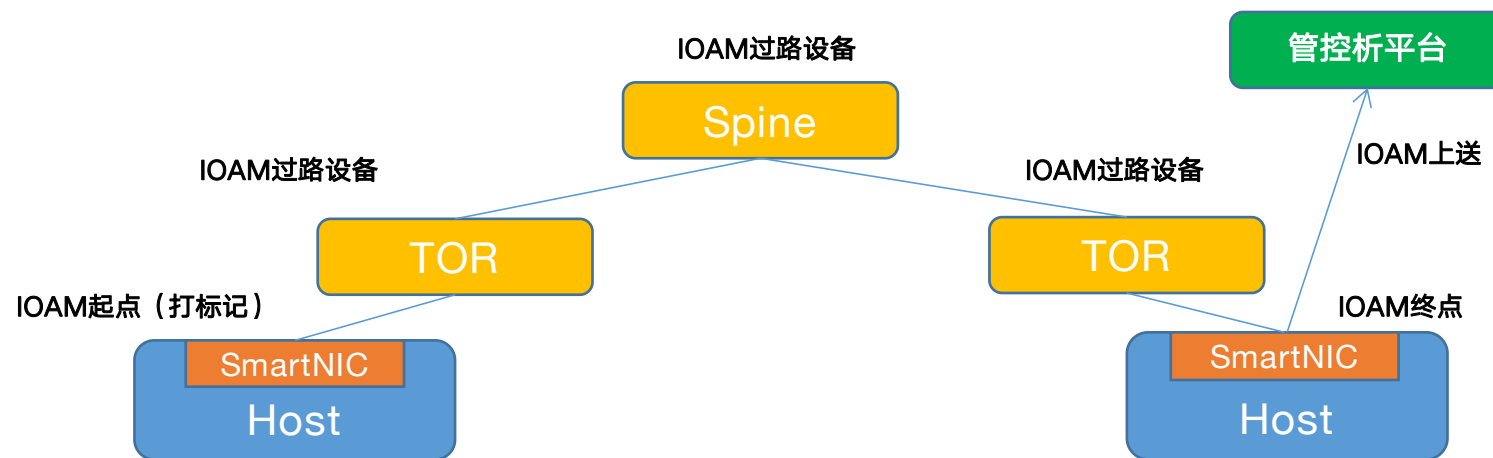 IOAM过路设备
管控析平台
Spine
IOAM上送
IOAM过路设备
IOAM过路设备
TOR
TOR
IOAM起点（打标记）
IOAM终点
SmartNIC
SmartNIC
Host
Host